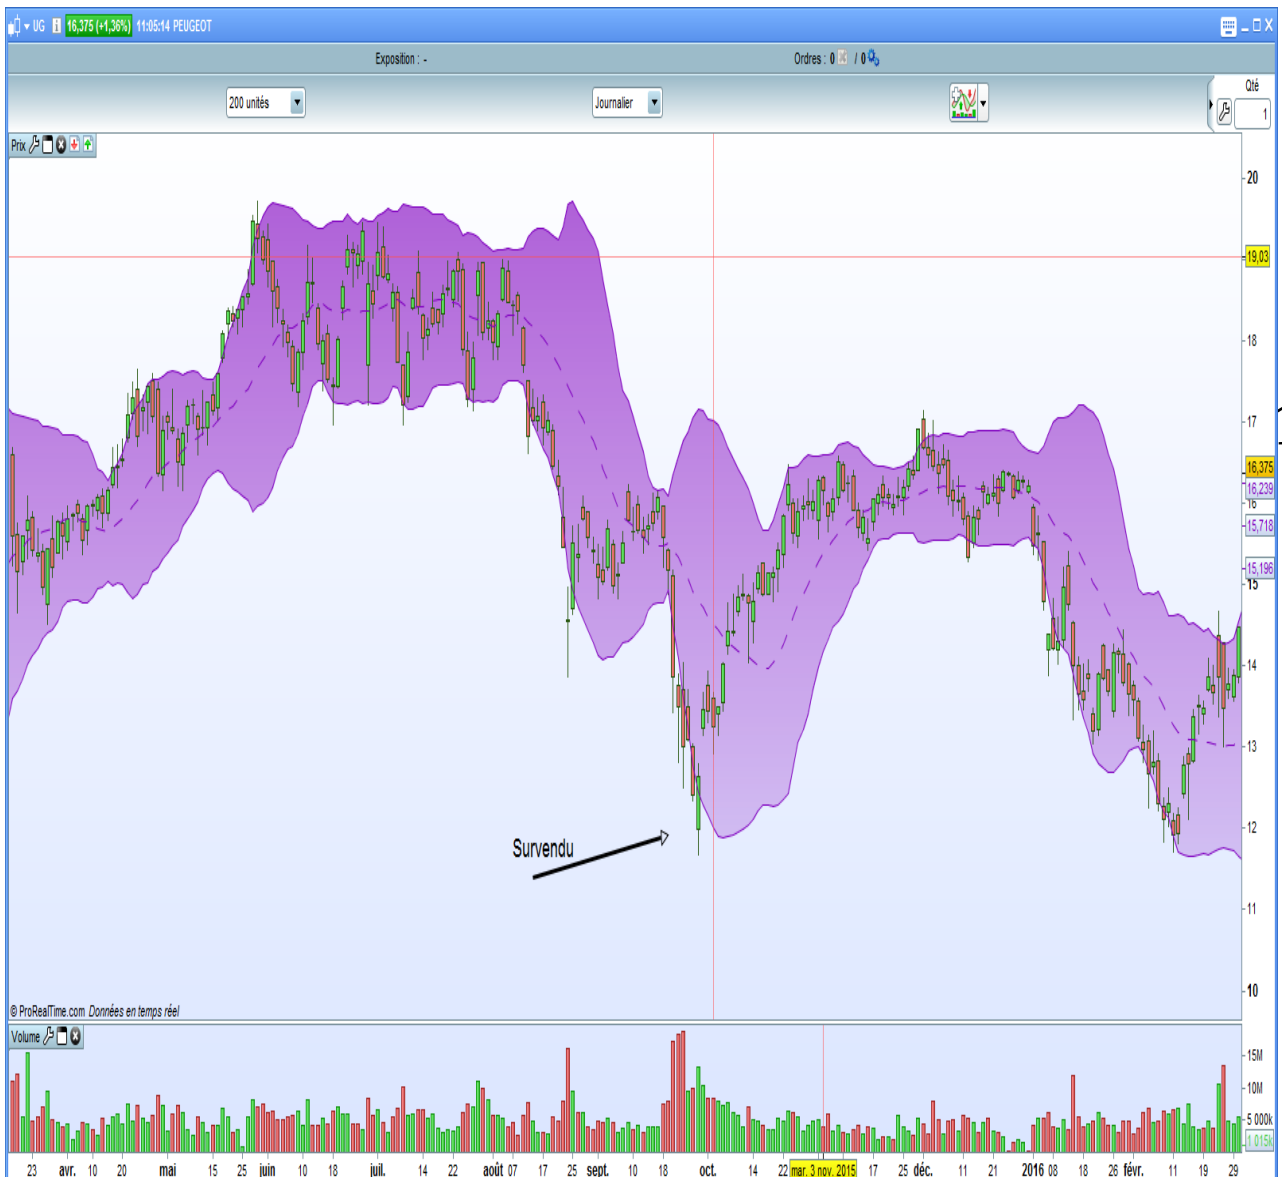 UG 16,375 (+1,36%) 11:05:14 PEUGEOT
Exposition : -
Ordres : 0 / 0
200 unités
Journalier
Qté
1
Prix
20
19,03
18
17
16,375
16,239
16
15,718
15,196
15
14
13
12
11
10
Survendu
© ProRealTime.com Données en temps réel
Volume
15M
10M
5 000k
1 015k
23 avr. 10 20 mai 15 25 juin 10 18 juil. 14 22 août 07 17 25 sept. 10 18 oct. 14 22 mar. 3 nov. 2015 17 25 déc. 11 21 2016 08 18 26 févr. 11 19 29